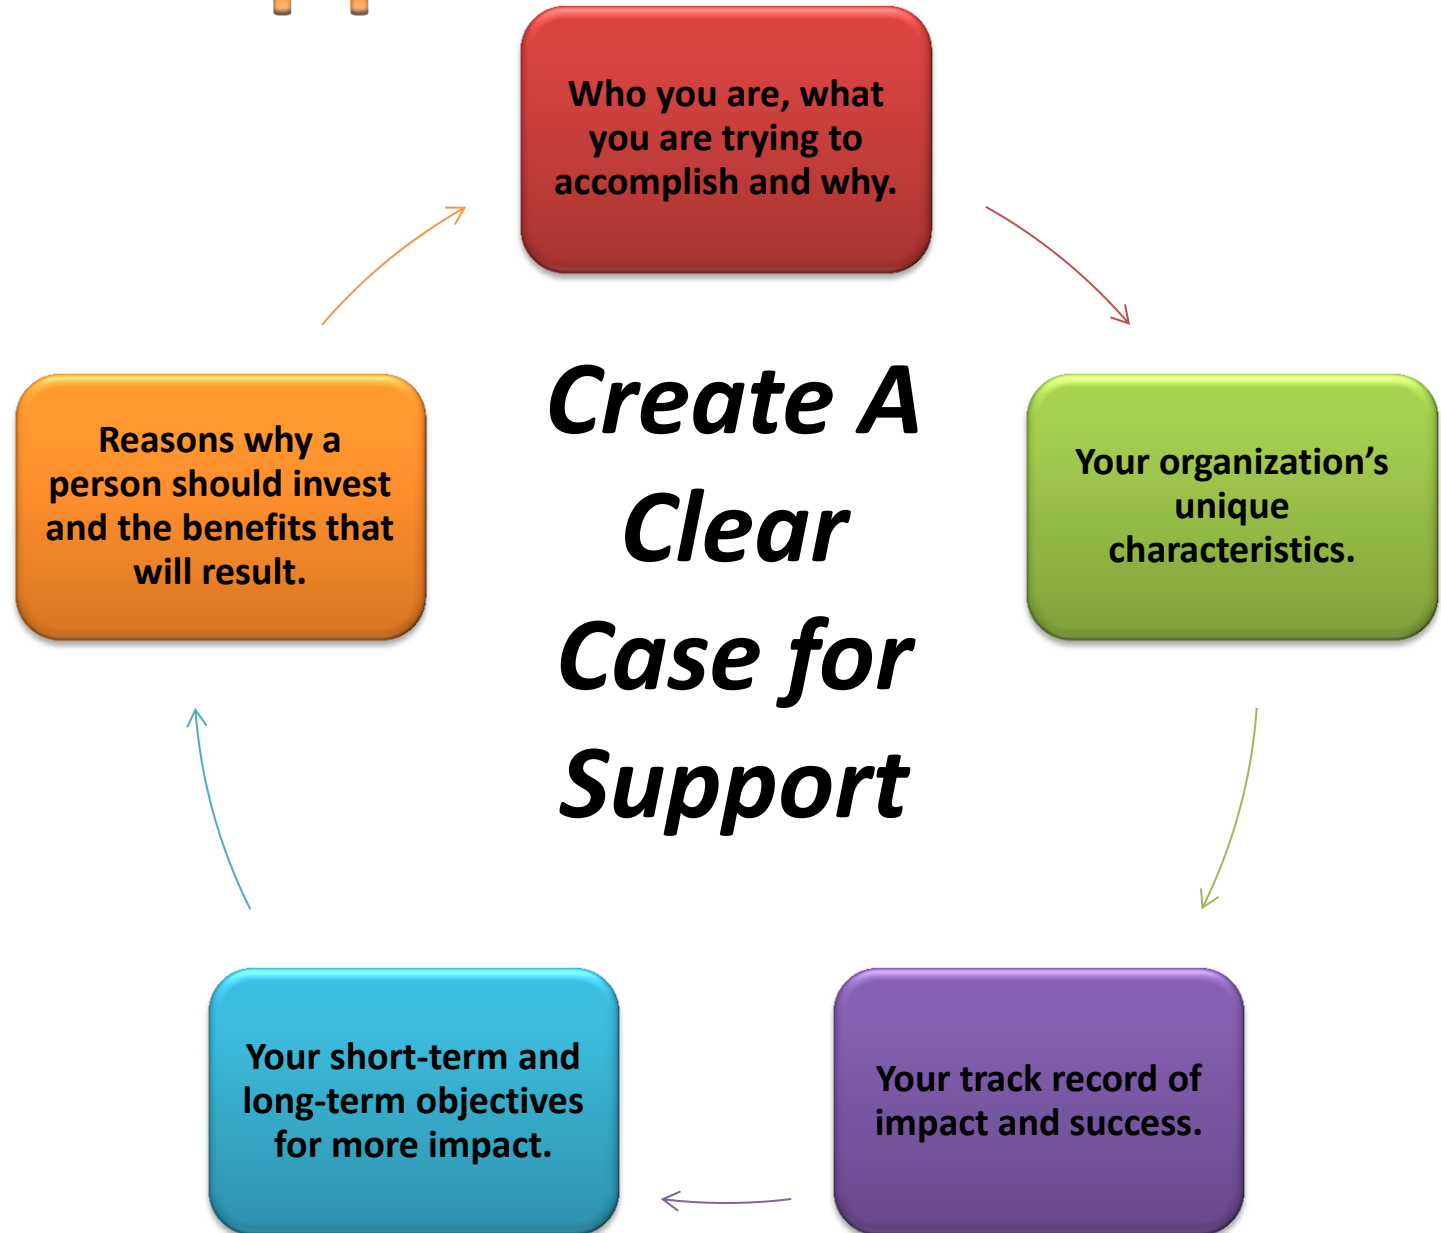 Who you are, what
you are trying to
accomplish and why.
Create A
Clear
Case for
Support
Your organization’s
unique
characteristics.
Your track record of
impact and success.
Your short-term and
long-term objectives
for more impact.
Reasons why a
person should invest
and the benefits that
will result.